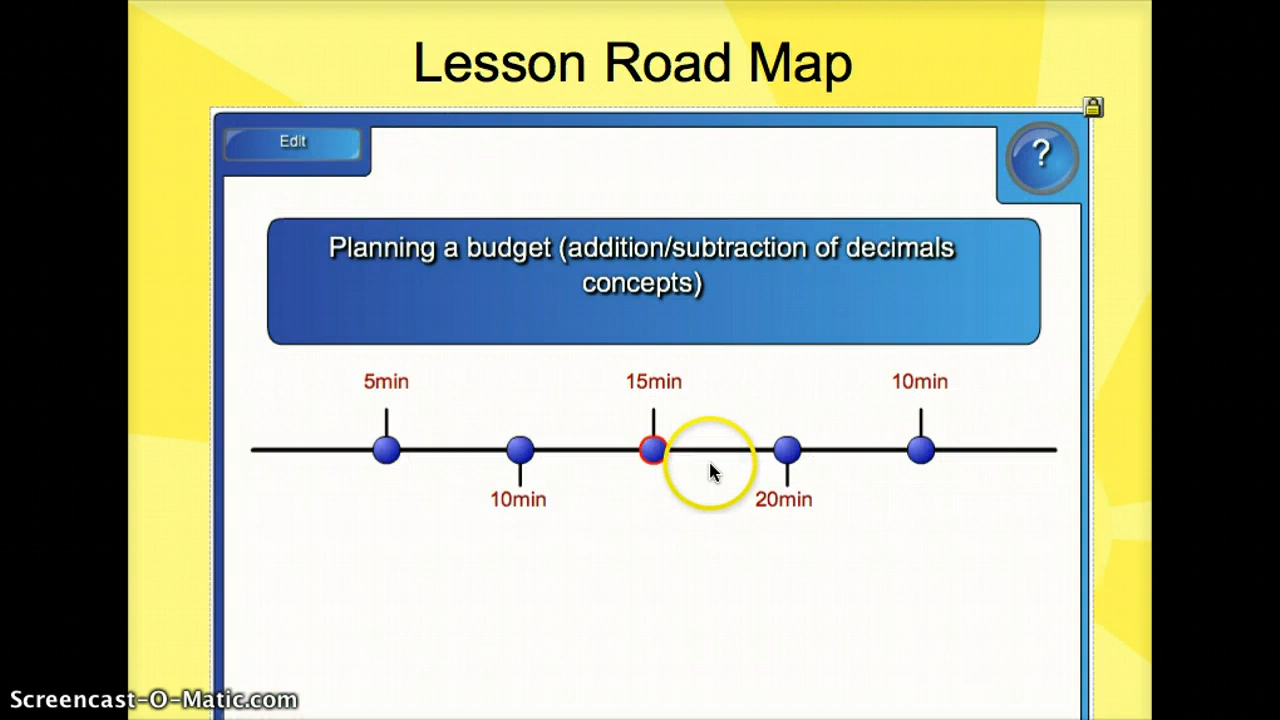 Lesson Road Map
Edit
?
Planning a budget (addition/subtraction of decimals
concepts)
5min
15min
10min
10min
20min
Screencast-O-Matic.com